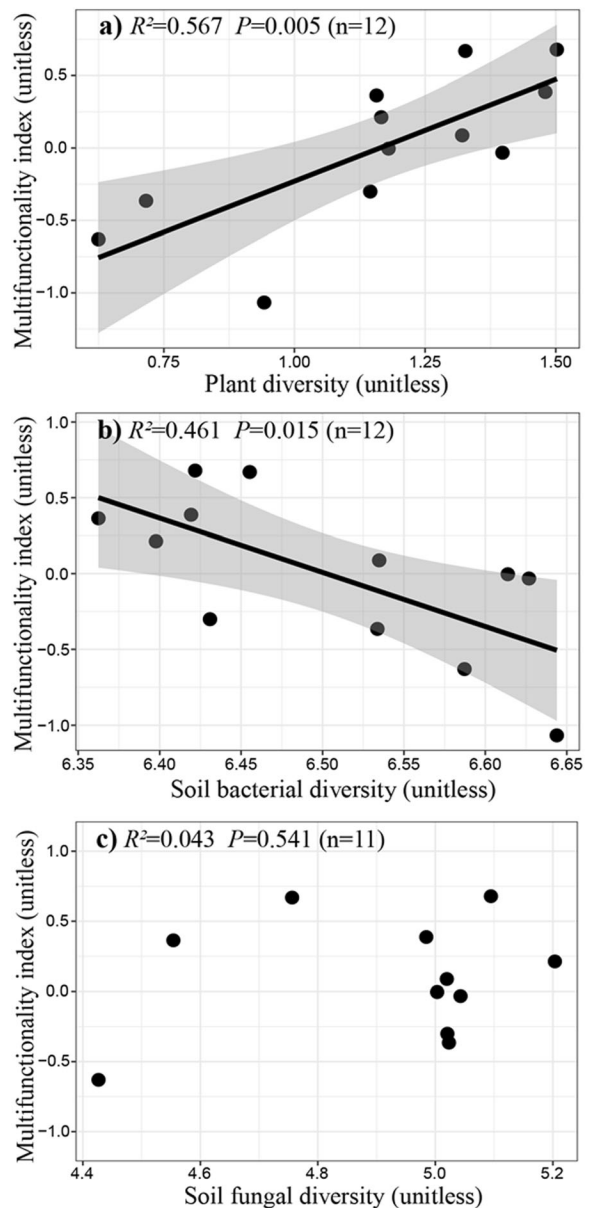 a) R²=0.567 P=0.005 (n=12)
Multifunctionality index (unitless)
0.5
0.0
−0.5
−1.0
0.75 1.00 1.25 1.50
Plant diversity (unitless)
b) R²=0.461 P=0.015 (n=12)
Multifunctionality index (unitless)
1.0
0.5
0.0
−0.5
−1.0
6.35 6.40 6.45 6.50 6.55 6.60 6.65
Soil bacterial diversity (unitless)
c) R²=0.043 P=0.541 (n=11)
Multifunctionality index (unitless)
1.0
0.5
0.0
−0.5
−1.0
4.4 4.6 4.8 5.0 5.2
Soil fungal diversity (unitless)